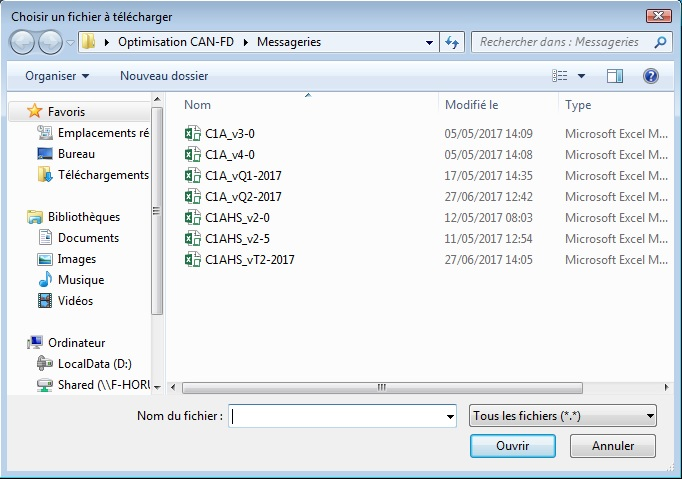 Choisir un fichier à télécharger
Optimisation CAN-FD Messageries
Rechercher dans : Messageries
Organiser Nouveau dossier
Favoris
Emplacements ré
Bureau
Téléchargements
Bibliothèques
Documents
Images
Musique
Vidéos
Ordinateur
LocalData (D:)
Shared (\\F-HORU
Nom Modifié le Type
C1A_v3-0 05/05/2017 14:09 Microsoft Excel M...
C1A_v4-0 05/05/2017 14:08 Microsoft Excel M...
C1A_vQ1-2017 17/05/2017 14:35 Microsoft Excel M...
C1A_vQ2-2017 27/06/2017 12:42 Microsoft Excel M...
C1AHS_v2-0 12/05/2017 08:03 Microsoft Excel M...
C1AHS_v2-5 11/05/2017 12:54 Microsoft Excel M...
C1AHS_vT2-2017 27/06/2017 14:05 Microsoft Excel M...
Nom du fichier :
Tous les fichiers (*.*)
Ouvrir Annuler